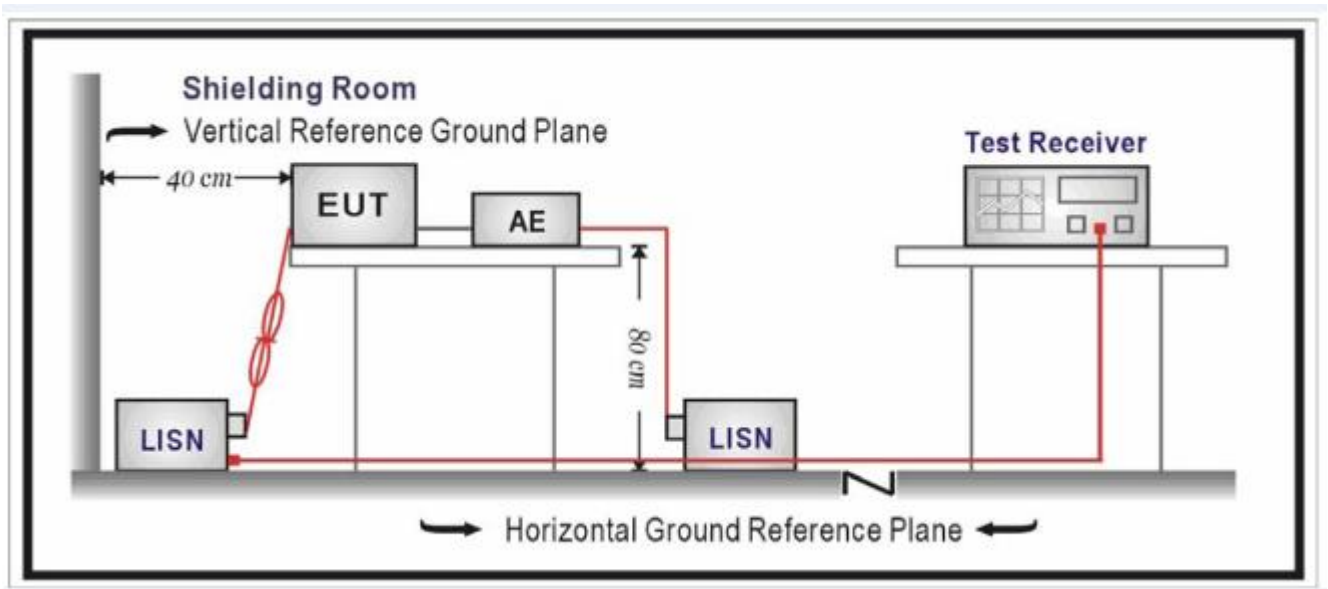 Shielding Room
Vertical Reference Ground Plane
Test Receiver
40 cm
EUT
AE
80 cm
LISN
LISN
Horizontal Ground Reference Plane